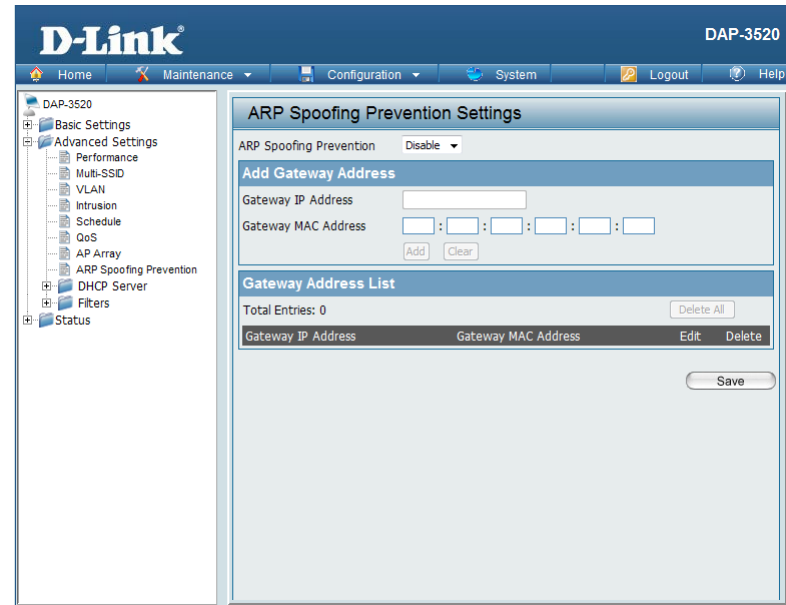 D-Link®
DAP-3520
Home Maintenance Configuration System Logout Help
DAP-3520
Basic Settings
Advanced Settings
Performance
Multi-SSID
VLAN
Intrusion
Schedule
QoS
AP Array
ARP Spoofing Prevention
DHCP Server
Filters
Status
ARP Spoofing Prevention Settings
ARP Spoofing Prevention Disable
Add Gateway Address
Gateway IP Address
Gateway MAC Address : : : : :
Add Clear
Gateway Address List
Total Entries: 0 Delete All
Gateway IP Address Gateway MAC Address Edit Delete
Save